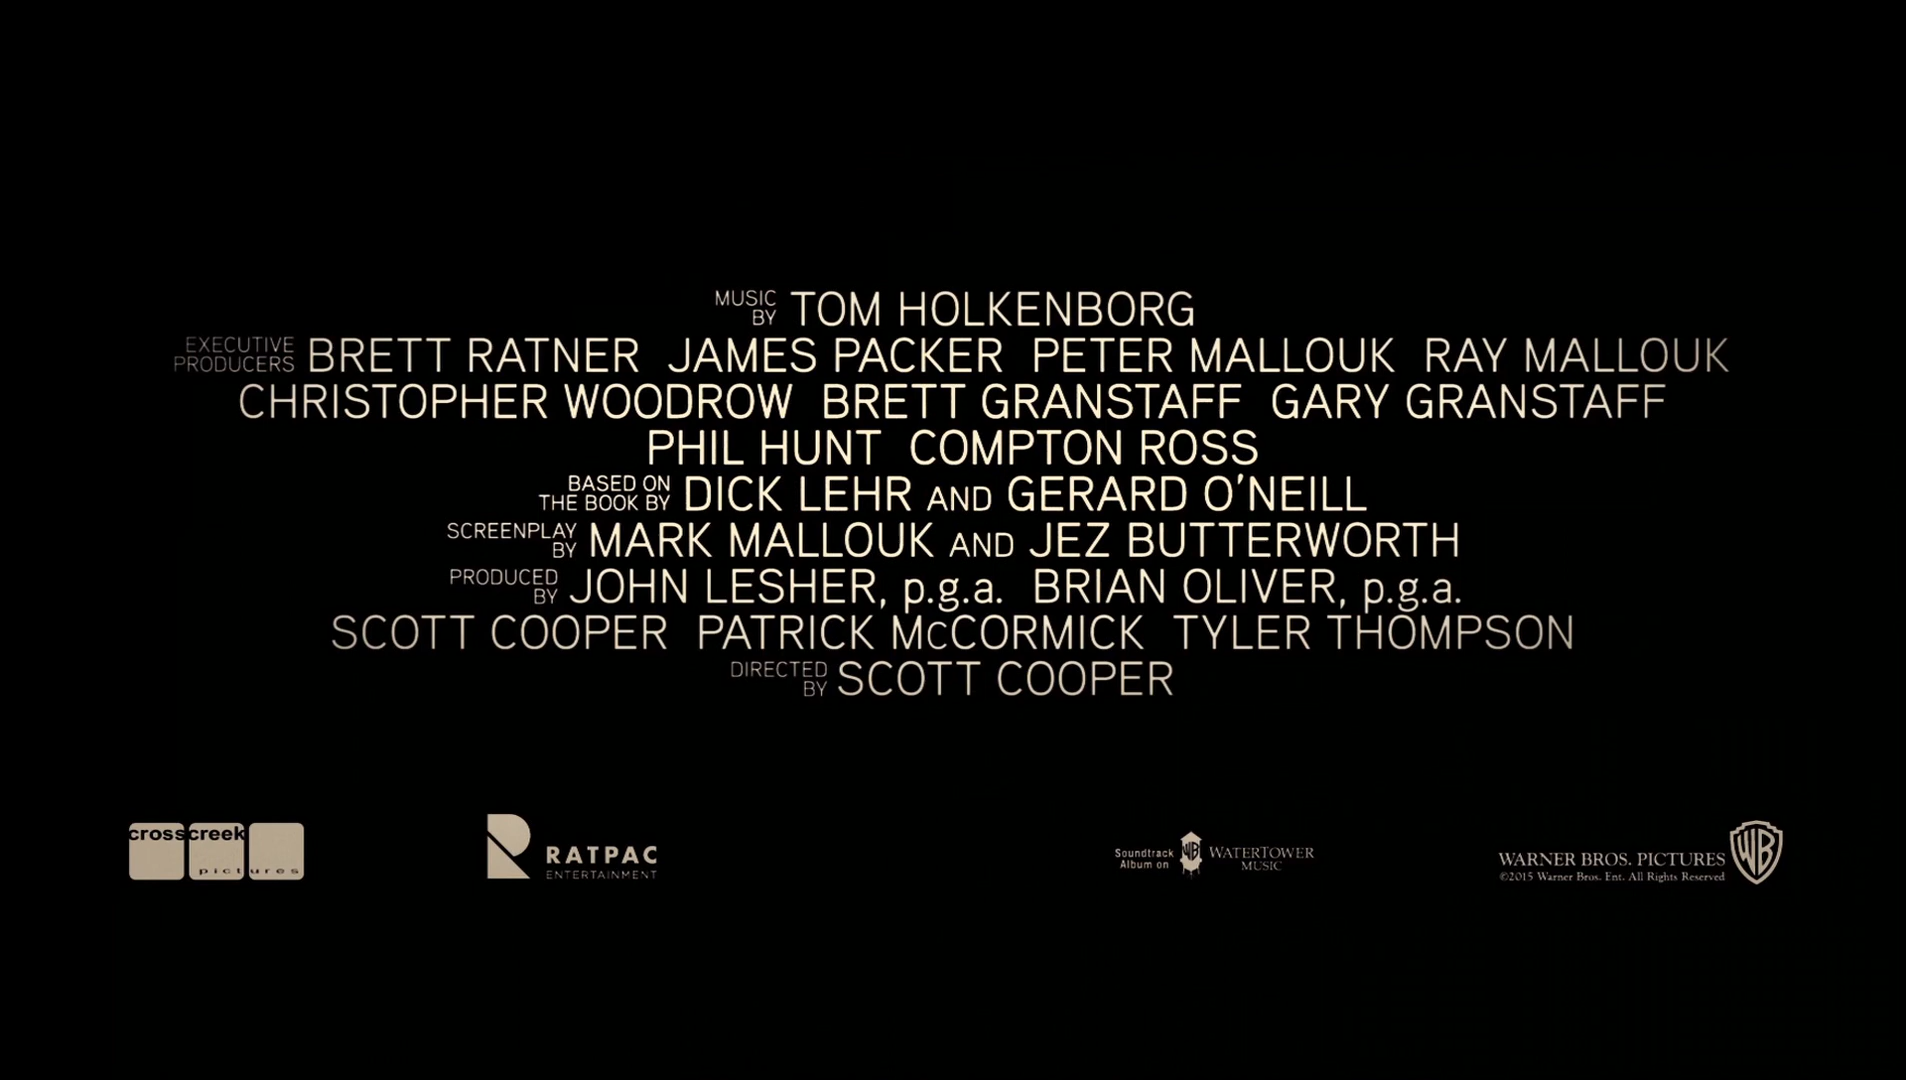 MUSIC BY TOM HOLKENBORG
EXECUTIVE PRODUCERS BRETT RATNER JAMES PACKER PETER MALLOUK RAY MALLOUK
CHRISTOPHER WOODROW BRETT GRANSTAFF GARY GRANSTAFF
PHIL HUNT COMPTON ROSS
BASED ON THE BOOK BY DICK LEHR AND GERARD O'NEILL
SCREENPLAY BY MARK MALLOUK AND JEZ BUTTERWORTH
PRODUCED BY JOHN LESHER, p.g.a. BRIAN OLIVER, p.g.a.
SCOTT COOPER PATRICK McCORMICK TYLER THOMPSON
DIRECTED BY SCOTT COOPER
crosscreek
pictures
RATPAC
ENTERTAINMENT
Soundtrack
Album on
WB
WATERTOWER
MUSIC
WARNER BROS. PICTURES
©2015 Warner Bros. Ent. All Rights Reserved
WB